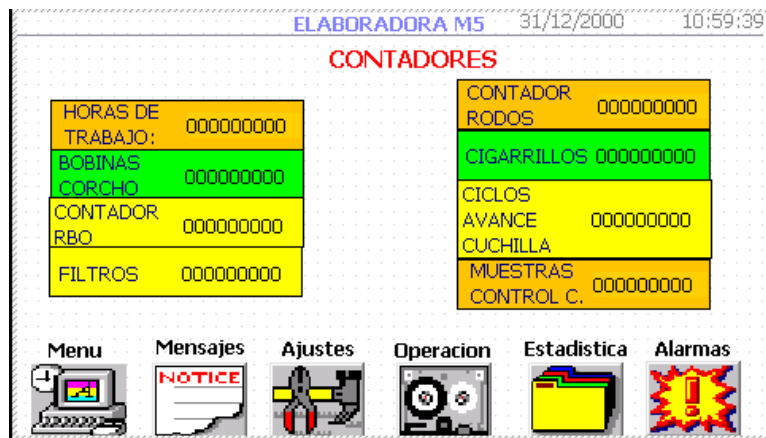 ELABORADORA M5 31/12/2000 10:59:39
CONTADORES
HORAS DE
TRABAJO: 000000000
BOBINAS
CORCHO 000000000
CONTADOR
RBO 000000000
FILTROS 000000000
CONTADOR
RODOS 000000000
CIGARRILLOS 000000000
CICLOS
AVANCE 000000000
CUCHILLA
MUESTRAS
CONTROL C. 000000000
Menu Mensajes Ajustes Operacion Estadistica Alarmas
NOTICE